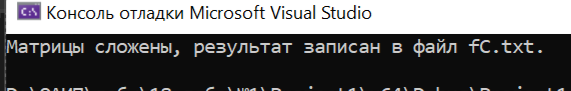 Консоль отладки Microsoft Visual Studio
Матрицы сложены, результат записан в файл fC.txt.